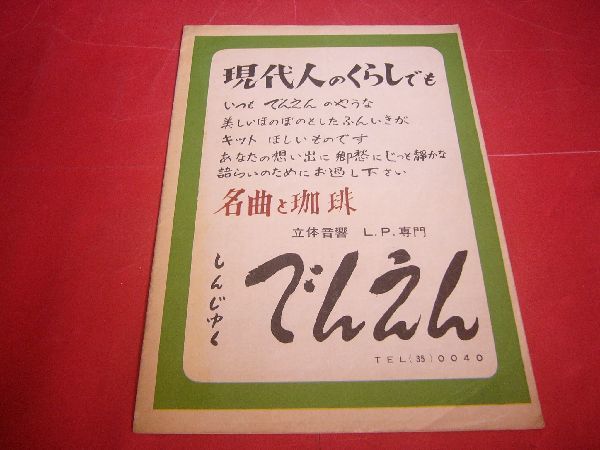 現代人のくらしでも
いつも でんえん のやうな
美しいほのぼのとしたふんいきが
キット ほしいものです
あなたの想い出に 郷愁に じっと静かな
語らいのためにお過し下さい
名曲と珈琲
立体音響 L.P.専門
しんじゆく
でんえん
TEL(35)0040